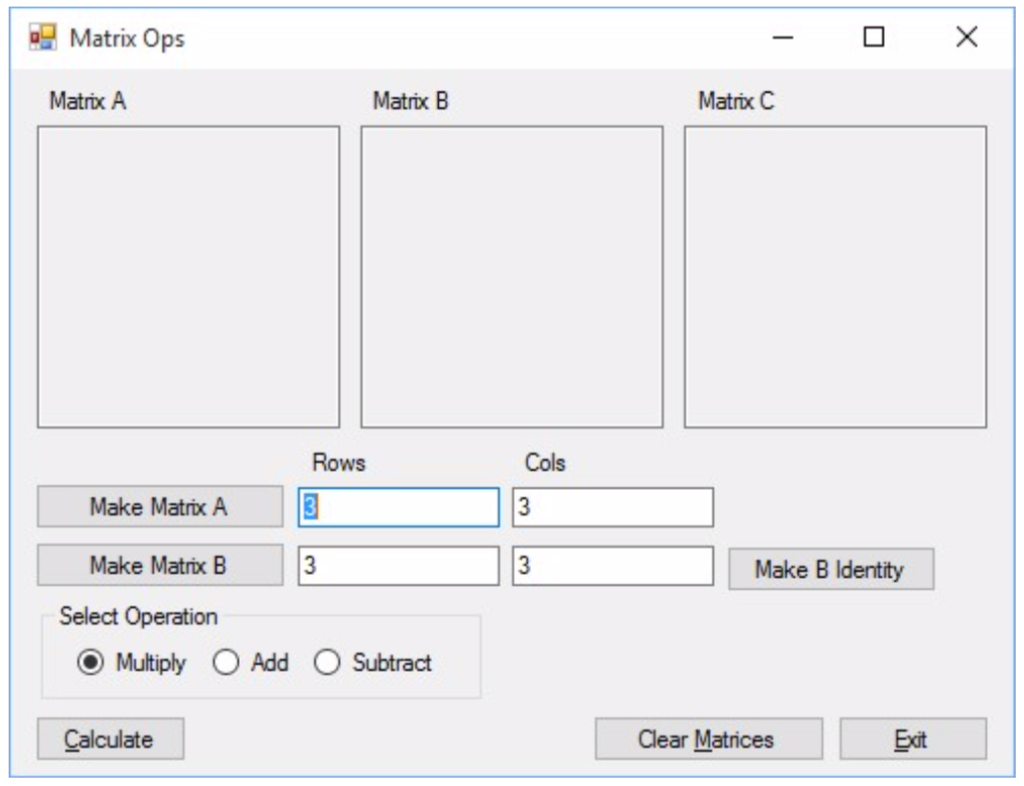 Matrix Ops
Matrix A Matrix B Matrix C
Rows Cols
Make Matrix A 3 3
Make Matrix B 3 3 Make B Identity
Select Operation
Multiply Add Subtract
Calculate Clear Matrices Exit